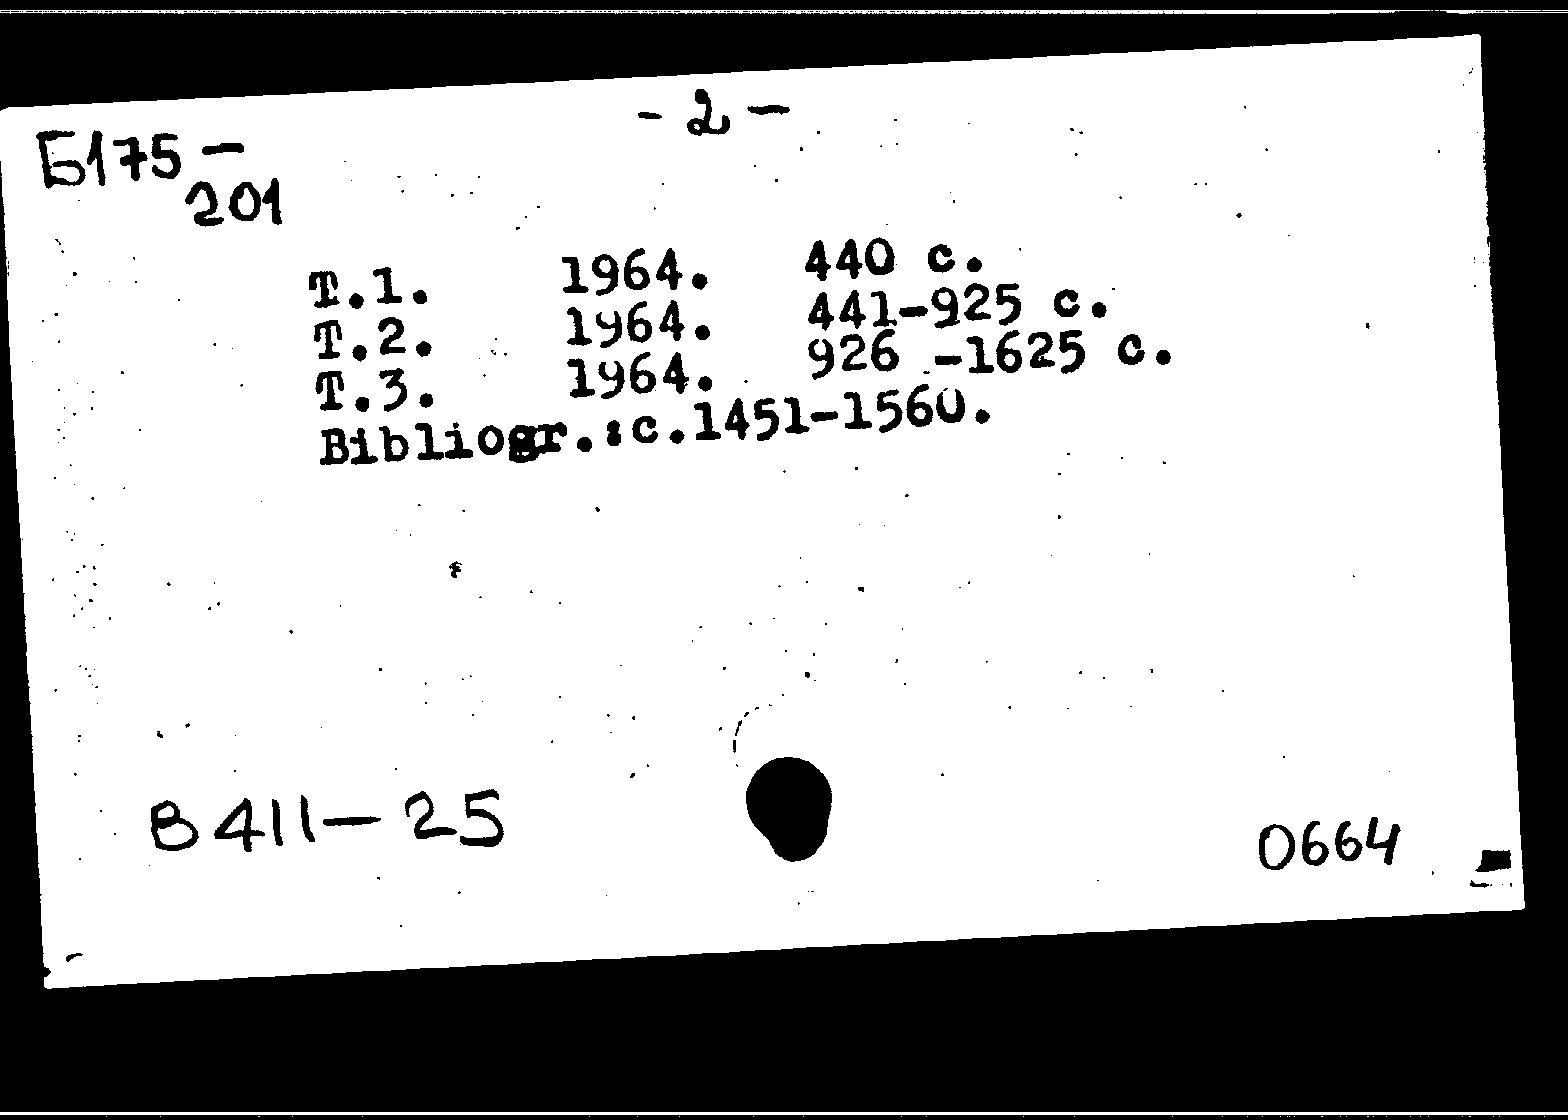 - 2 -
Б175-
201
Т.1. 1964. 440 с.
Т.2. 1964. 441-925 с.
Т.3. 1964. 926 -1625 с.
Bibliogr.:с.1451-1560.
В 411-25
0664